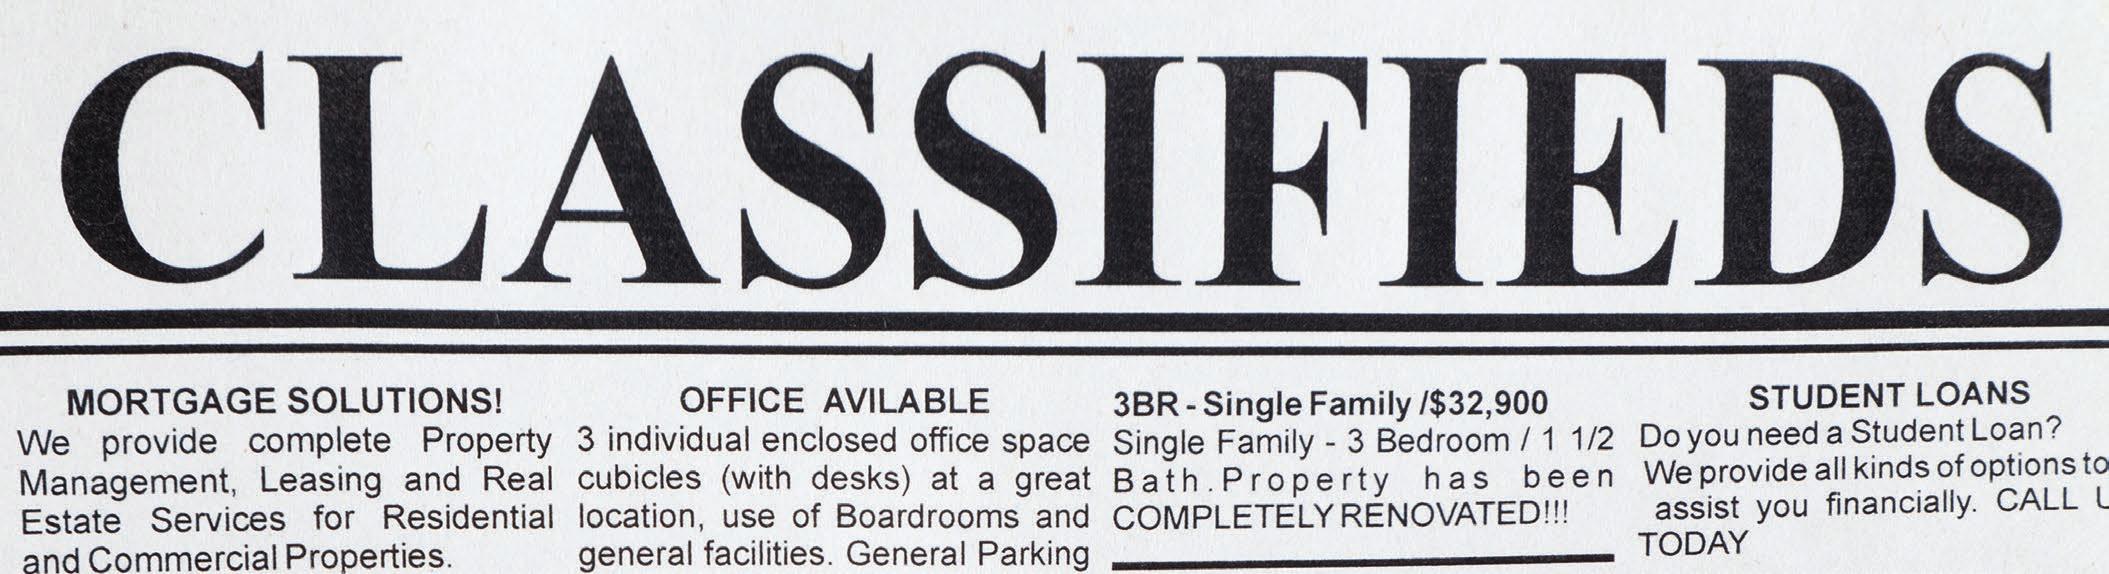 CLASSIFIEDS
MORTGAGE SOLUTIONS!
We provide complete Property
Management, Leasing and Real
Estate Services for Residential
and Commercial Properties.
OFFICE AVILABLE
3 individual enclosed office space
cubicles (with desks) at a great
location, use of Boardrooms and
general facilities. General Parking
3BR - Single Family /$32,900
Single Family - 3 Bedroom / 1 1/2
Bath. Property has been
COMPLETELY RENOVATED!!!
STUDENT LOANS
Do you need a Student Loan?
We provide all kinds of options to
assist you financially. CALL
TODAY